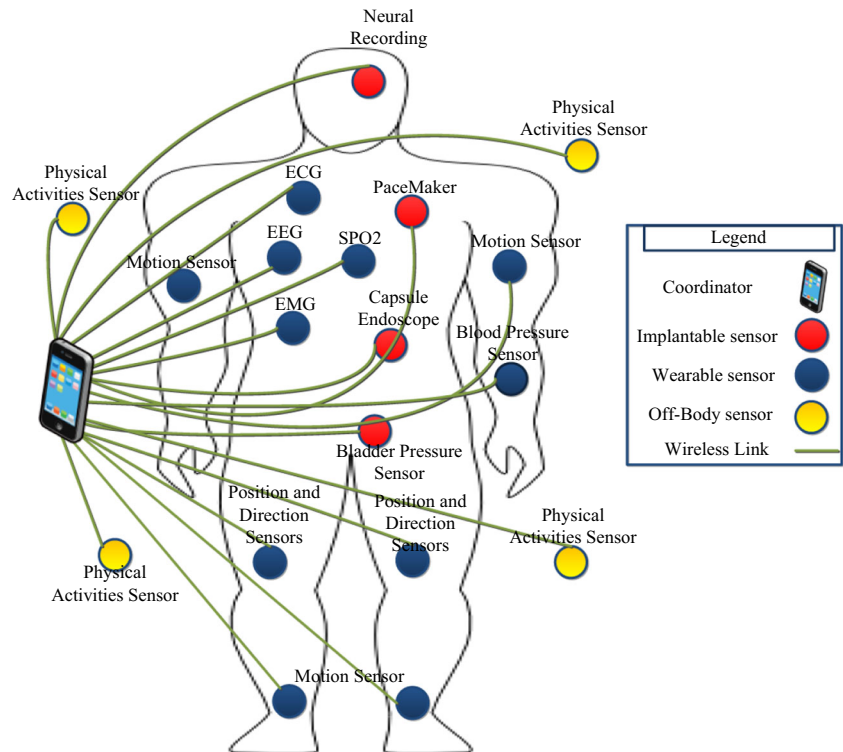 Neural
Recording
Physical
Activities Sensor
Physical
Activities Sensor
ECG
PaceMaker
EEG
SPO2
Motion Sensor
Motion Sensor
EMG
Capsule
Endoscope
Blood Pressure
Sensor
Bladder Pressure
Sensor
Position and
Direction
Sensors
Position and
Direction
Sensors
Physical
Activities Sensor
Physical
Activities Sensor
Motion Sensor
Legend
Coordinator
Implantable sensor
Wearable sensor
Off-Body sensor
Wireless Link